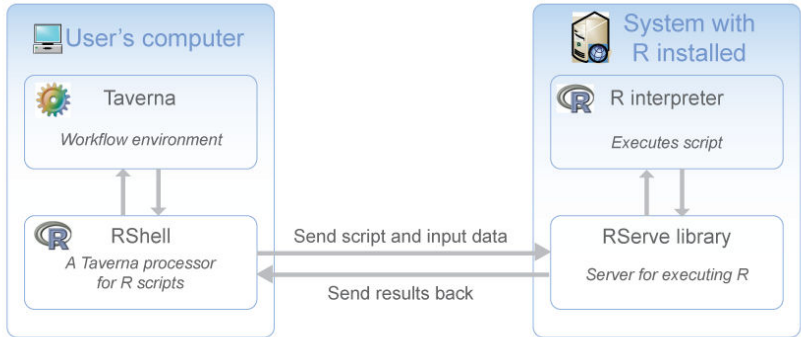 User's computer
Taverna
Workflow environment
RShell
A Taverna processor
for R scripts
Send script and input data
Send results back
System with
R installed
R interpreter
Executes script
RServe library
Server for executing R